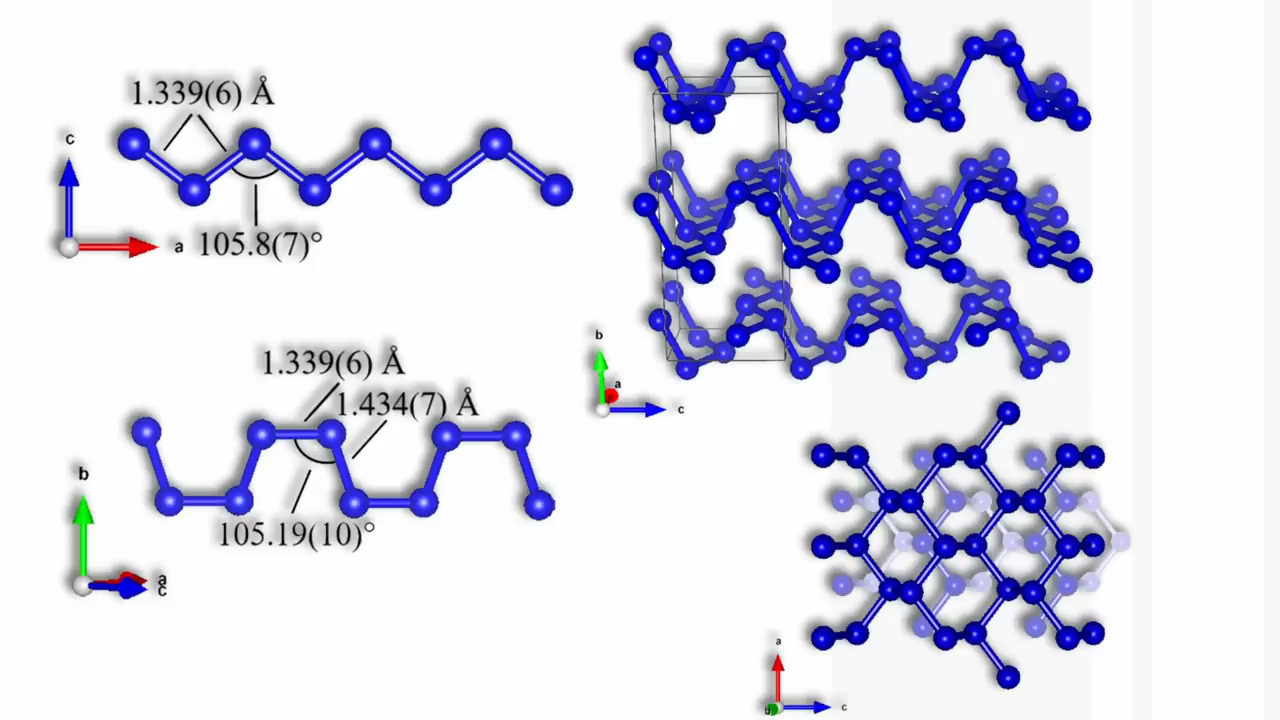 1.339(6) Å
c
a
105.8(7)°
1.339(6) Å
1.434(7) Å
b
105.19(10)°
a
c
b
a
c
a
b
c